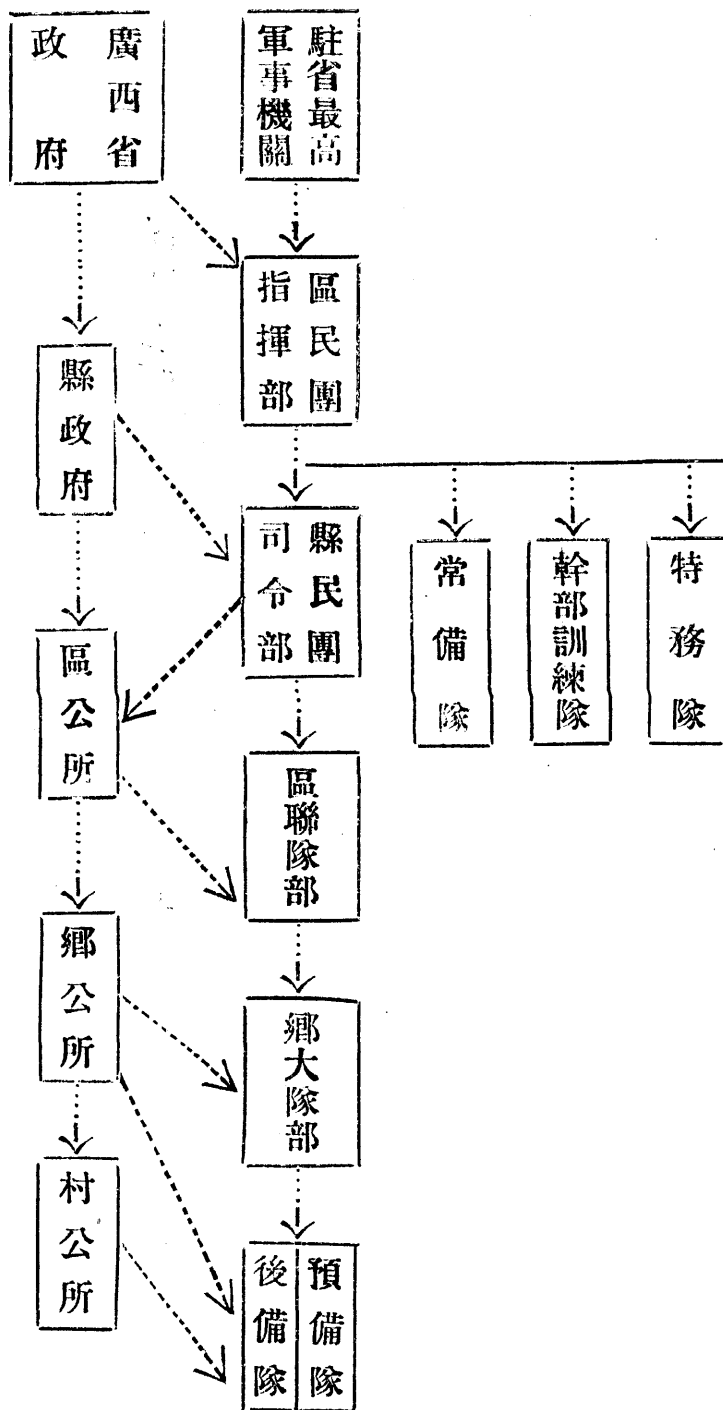 廣西省
政府
駐省最高
軍事機關
區民團
指揮部
縣政府
縣民團
司令部
常備隊
幹部訓練隊
特務隊
區公所
區聯隊部
鄉公所
鄉大隊部
村公所
預備隊
後備隊